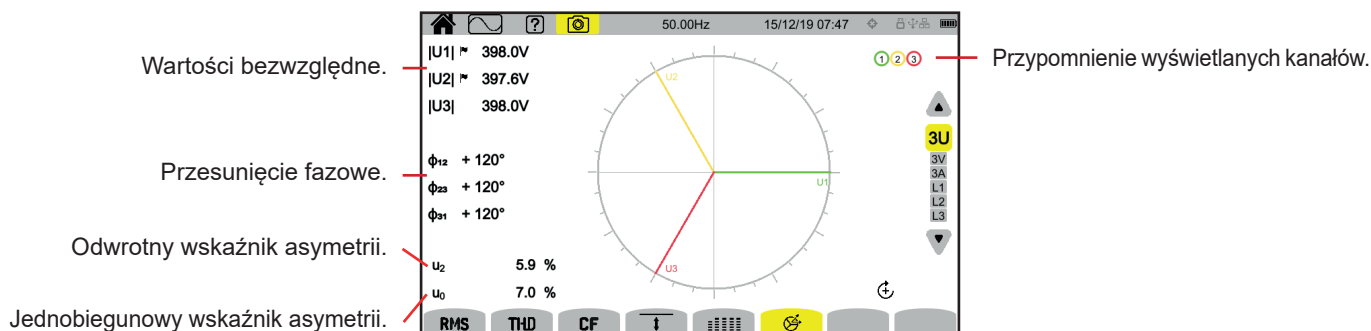 50.00Hz 15/12/19 07:47
?
|U1| 398.0V
|U2| 397.6V
|U3| 398.0V
ϕ₁₂ + 120°
ϕ₂₃ + 120°
ϕ₃₁ + 120°
u₂ 5.9 %
u₀ 7.0 %
U2
U1
U3
1 2 3
3U
3V
3A
L1
L2
L3
+
RMS THD CF
Wartości bezwzględne.
Przesunięcie fazowe.
Odwrotny wskaźnik asymetrii.
Jednobiegunowy wskaźnik asymetrii.
Przypomnienie wyświetlanych kanałów.